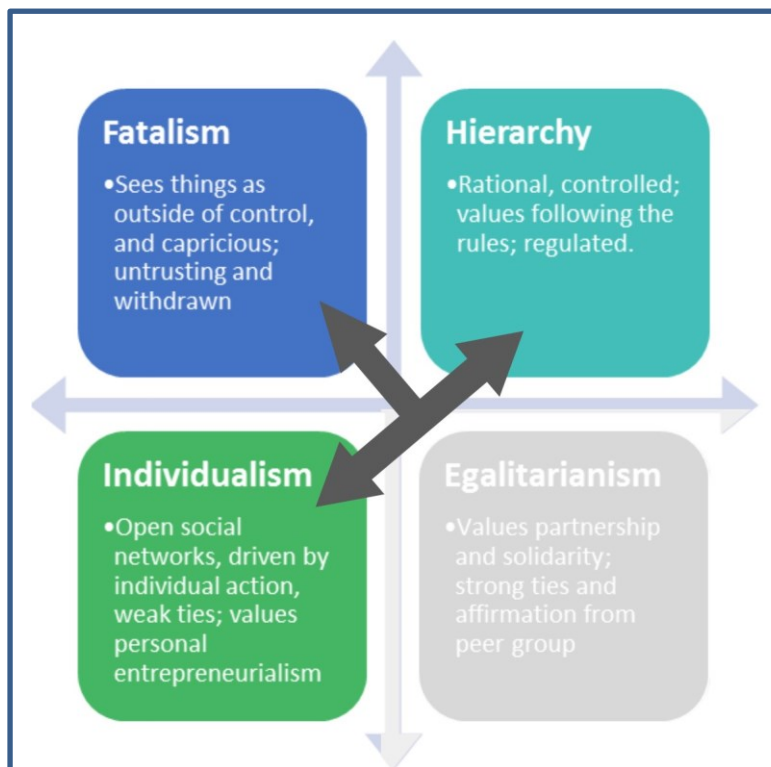 Fatalism
•Sees things as
outside of control,
and capricious;
untrusting and
withdrawn
Hierarchy
•Rational, controlled;
values following the
rules; regulated.
Individualism
•Open social
networks, driven by
individual action,
weak ties; values
personal
entrepreneurialism
Egalitarianism
•Values partnership
and solidarity;
strong ties and
affirmation from
peer group